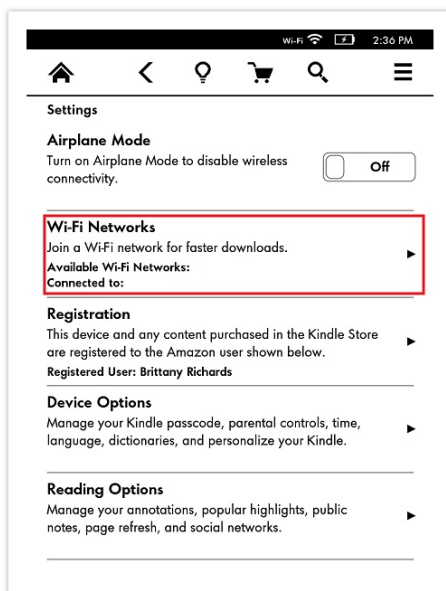 Wi-Fi 2:36 PM
Settings
Airplane Mode
Turn on Airplane Mode to disable wireless
connectivity.
Off
Wi-Fi Networks
Join a Wi-Fi network for faster downloads.
Available Wi-Fi Networks:
Connected to:
Registration
This device and any content purchased in the Kindle Store
are registered to the Amazon user shown below.
Registered User: Brittany Richards
Device Options
Manage your Kindle passcode, parental controls, time,
language, dictionaries, and personalize your Kindle.
Reading Options
Manage your annotations, popular highlights, public
notes, page refresh, and social networks.